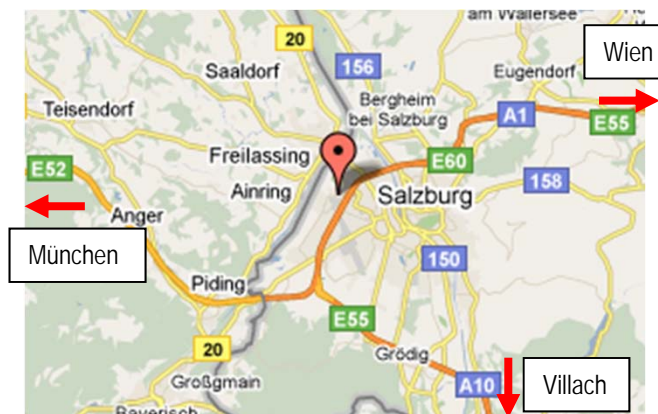 am Wallersee
20
Wien
156
Saaldorf
Eugendorf
Bergheim
bei Salzburg
Teisendorf
A1
E55
Freilassing
E60
E52
Ainring
158
Salzburg
Anger
München
150
Piding
E55
20
Grödig
Großgmain
A10
Villach
Bayerisch